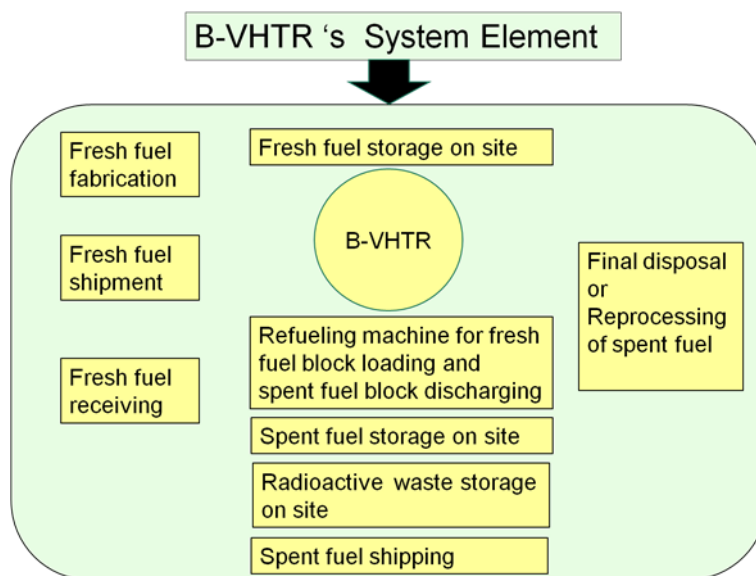 B-VHTR ‘s System Element
Fresh fuel
fabrication
Fresh fuel
shipment
Fresh fuel
receiving
Fresh fuel storage on site
B-VHTR
Refueling machine for fresh
fuel block loading and
spent fuel block discharging
Spent fuel storage on site
Radioactive waste storage
on site
Spent fuel shipping
Final disposal
or
Reprocessing
of spent fuel